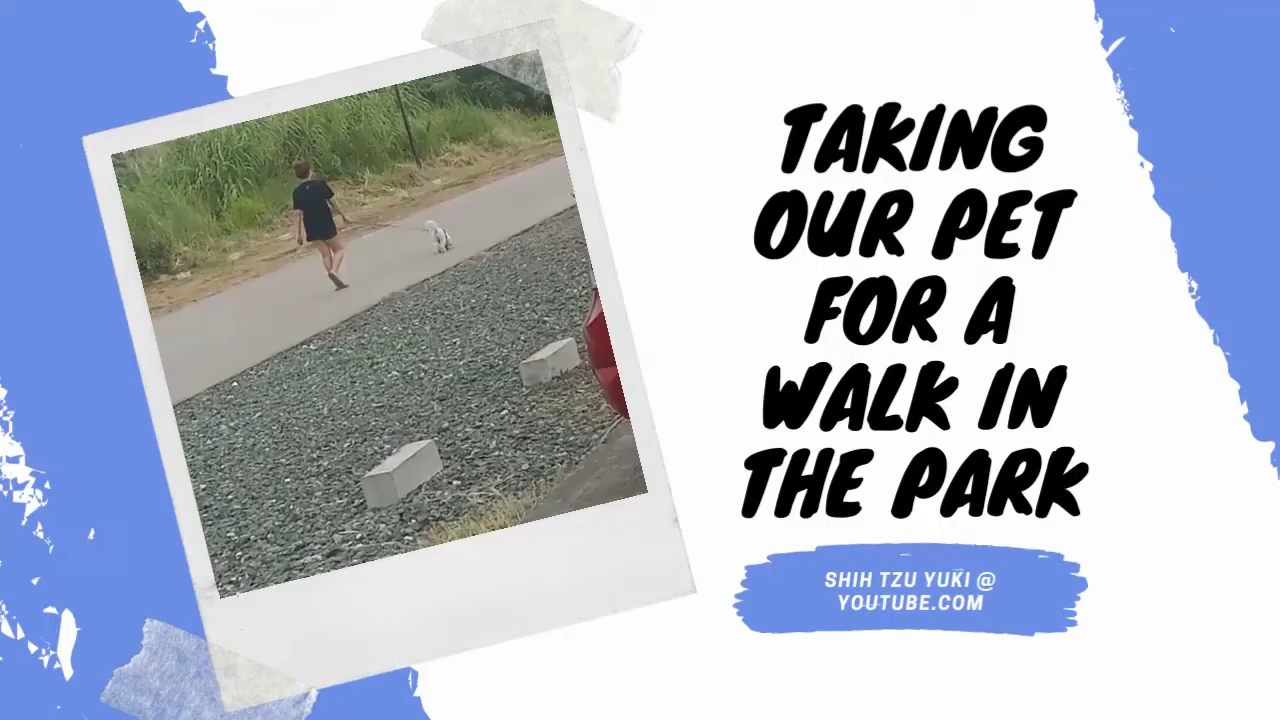 TAKING
OUR PET
FOR A
WALK IN
THE PARK
SHIH TZU YUKI @
YOUTUBE.COM